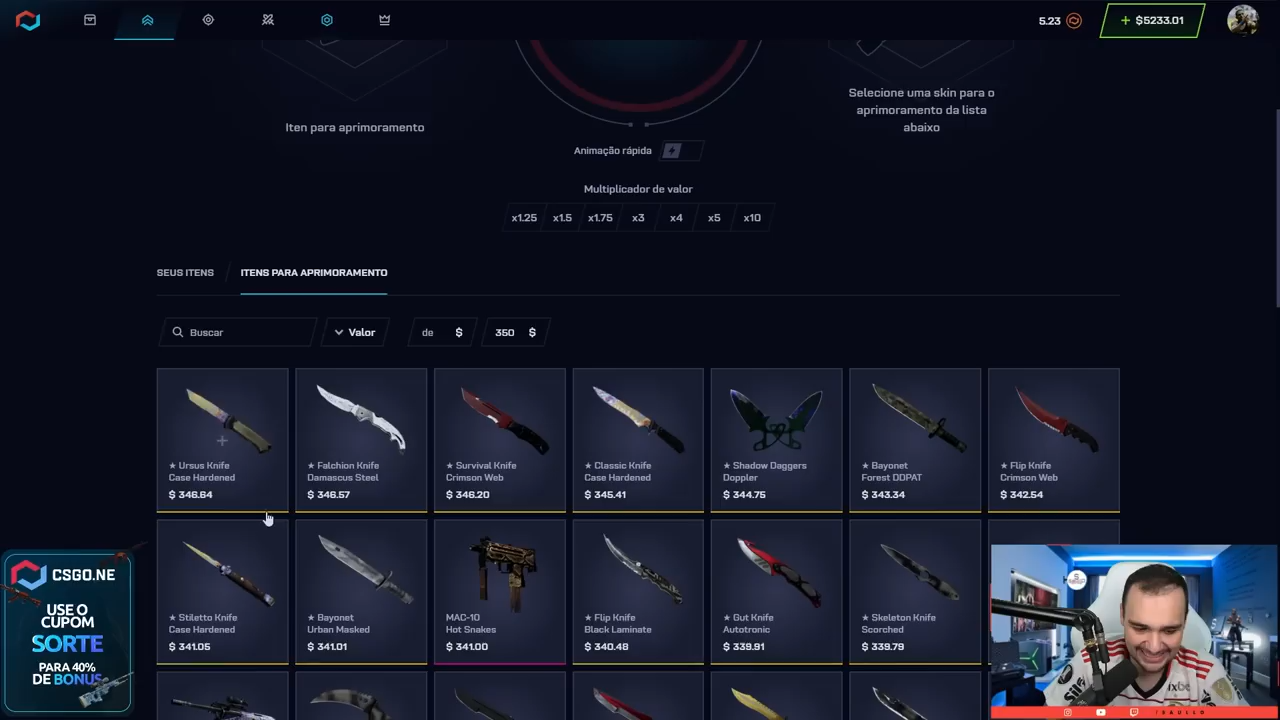 5.23
+ $5233.01
Iten para aprimoramento
Selecione uma skin para o
aprimoramento da lista
abaixo
Animação rápida
Multiplicador de valor
x1.25 x1.5 x1.75 x3 x4 x5 x10
SEUS ITENS
ITENS PARA APRIMORAMENTO
Buscar
Valor
de $
350 $
★ Ursus Knife
Case Hardened
$ 346.64
★ Falchion Knife
Damascus Steel
$ 346.57
★ Survival Knife
Crimson Web
$ 346.20
★ Classic Knife
Case Hardened
$ 345.41
★ Shadow Daggers
Doppler
$ 344.75
★ Bayonet
Forest DDPAT
$ 343.34
★ Flip Knife
Crimson Web
$ 342.54
★ Stiletto Knife
Case Hardened
$ 341.05
★ Bayonet
Urban Masked
$ 341.01
MAC-10
Hot Snakes
$ 341.00
★ Flip Knife
Black Laminate
$ 340.48
★ Gut Knife
Autotronic
$ 339.91
★ Skeleton Knife
Scorched
$ 339.79
CSGO.NE
USE O
CUPOM
SORTE
PARA 40%
DE BONUS